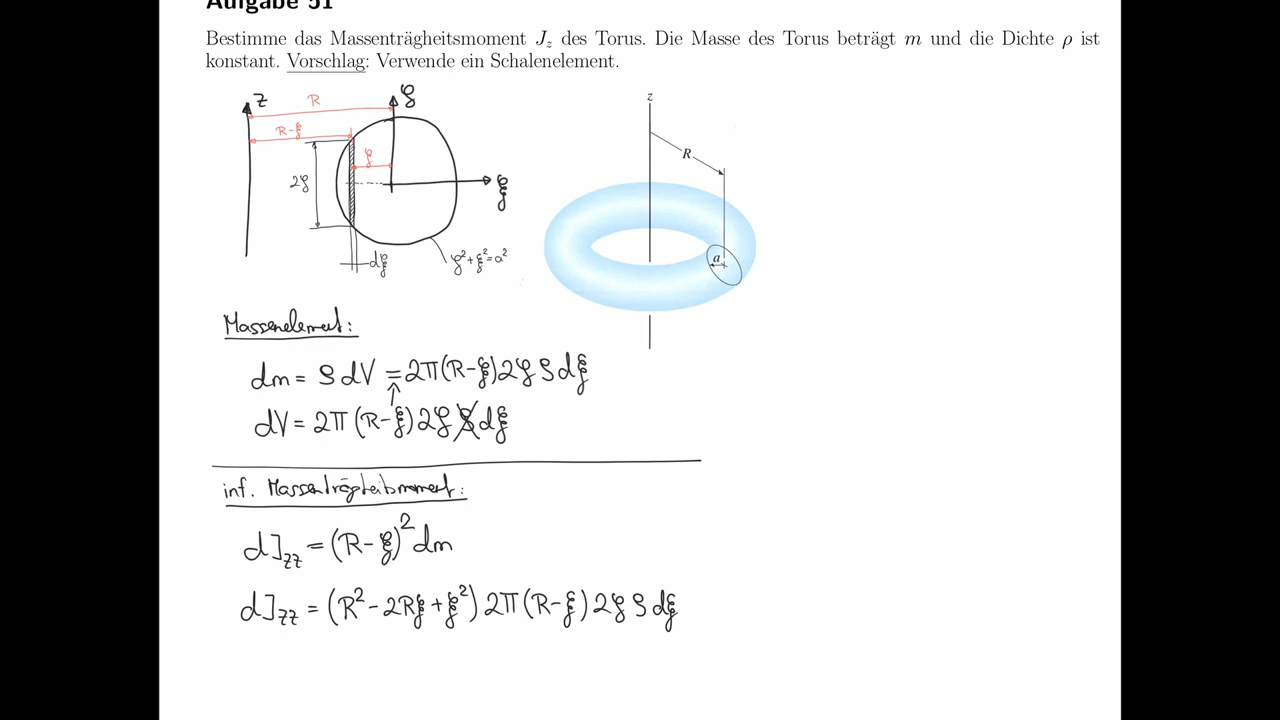 Aufgabe 51
Bestimme das Massenträgheitsmoment J_z des Torus. Die Masse des Torus beträgt m und die Dichte ρ ist
konstant. Vorschlag: Verwende ein Schalenelement.
z
R
ζ
R-ξ
ξ
2ζ
ξ
dξ
ζ²+ξ²=a²
z
R
a
Massenelement:
dm = ρ dV = 2π(R-ξ)2ζ ρ dξ
↑
dV = 2π(R-ξ)2ζ ρ dξ
inf. Massenträgheitsmoment:
dJ_zz = (R-ξ)² dm
dJ_zz = (R² - 2Rξ + ξ²) 2π(R-ξ) 2ζ ρ dξ